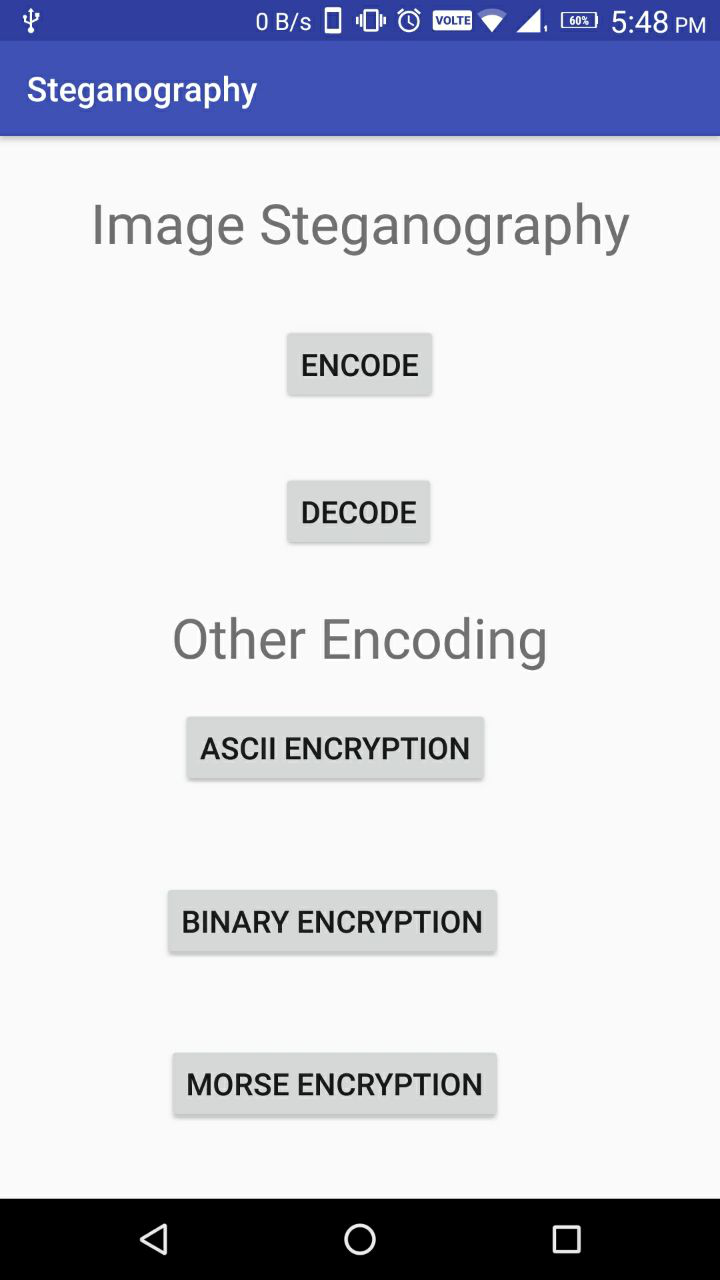 0 B/s VOLTE 60% 5:48 PM
Steganography
Image Steganography
ENCODE
DECODE
Other Encoding
ASCII ENCRYPTION
BINARY ENCRYPTION
MORSE ENCRYPTION